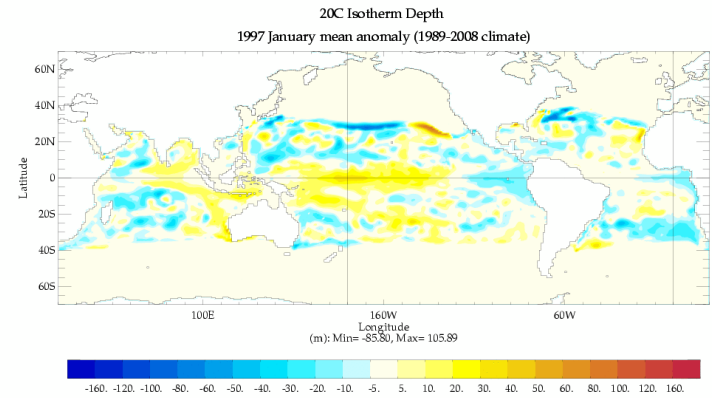 20C Isotherm Depth
1997 January mean anomaly (1989-2008 climate)
60N
40N
20N
0
20S
40S
60S
Latitude
100E 160W 60W
Longitude
(m): Min= -85.80, Max= 105.89
-160. -120. -100. -80. -60. -50. -40. -30. -20. -10. -5. 5. 10. 20. 30. 40. 50. 60. 80. 100. 120. 160.